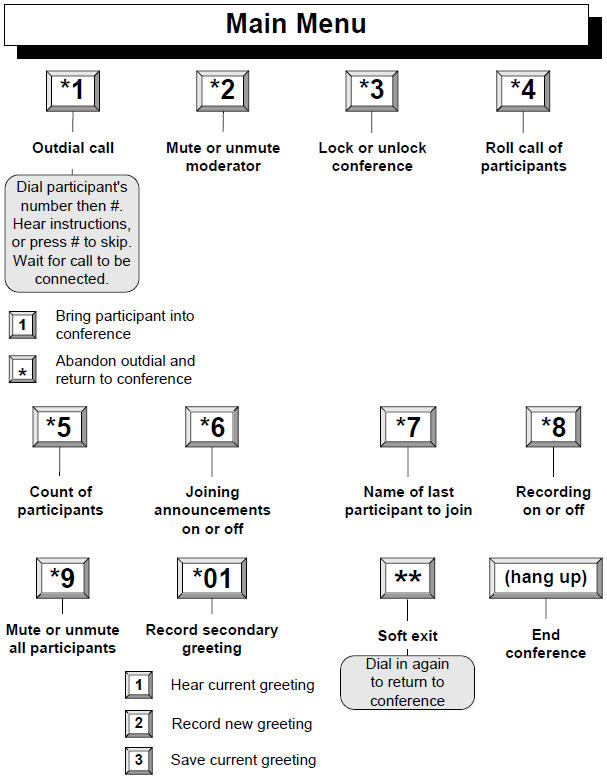 Main Menu
*1
*2
*3
*4
Outdial call
Mute or unmute
moderator
Lock or unlock
conference
Roll call of
participants
Dial participant's
number then #.
Hear instructions,
or press # to skip.
Wait for call to be
connected.
1
Bring participant into
conference
*
Abandon outdial and
return to conference
*5
*6
*7
*8
Count of
participants
Joining
announcements
on or off
Name of last
participant to join
Recording
on or off
*9
*01
**
(hang up)
Mute or unmute
all participants
Record secondary
greeting
Soft exit
End
conference
Dial in again
to return to
conference
1
Hear current greeting
2
Record new greeting
3
Save current greeting